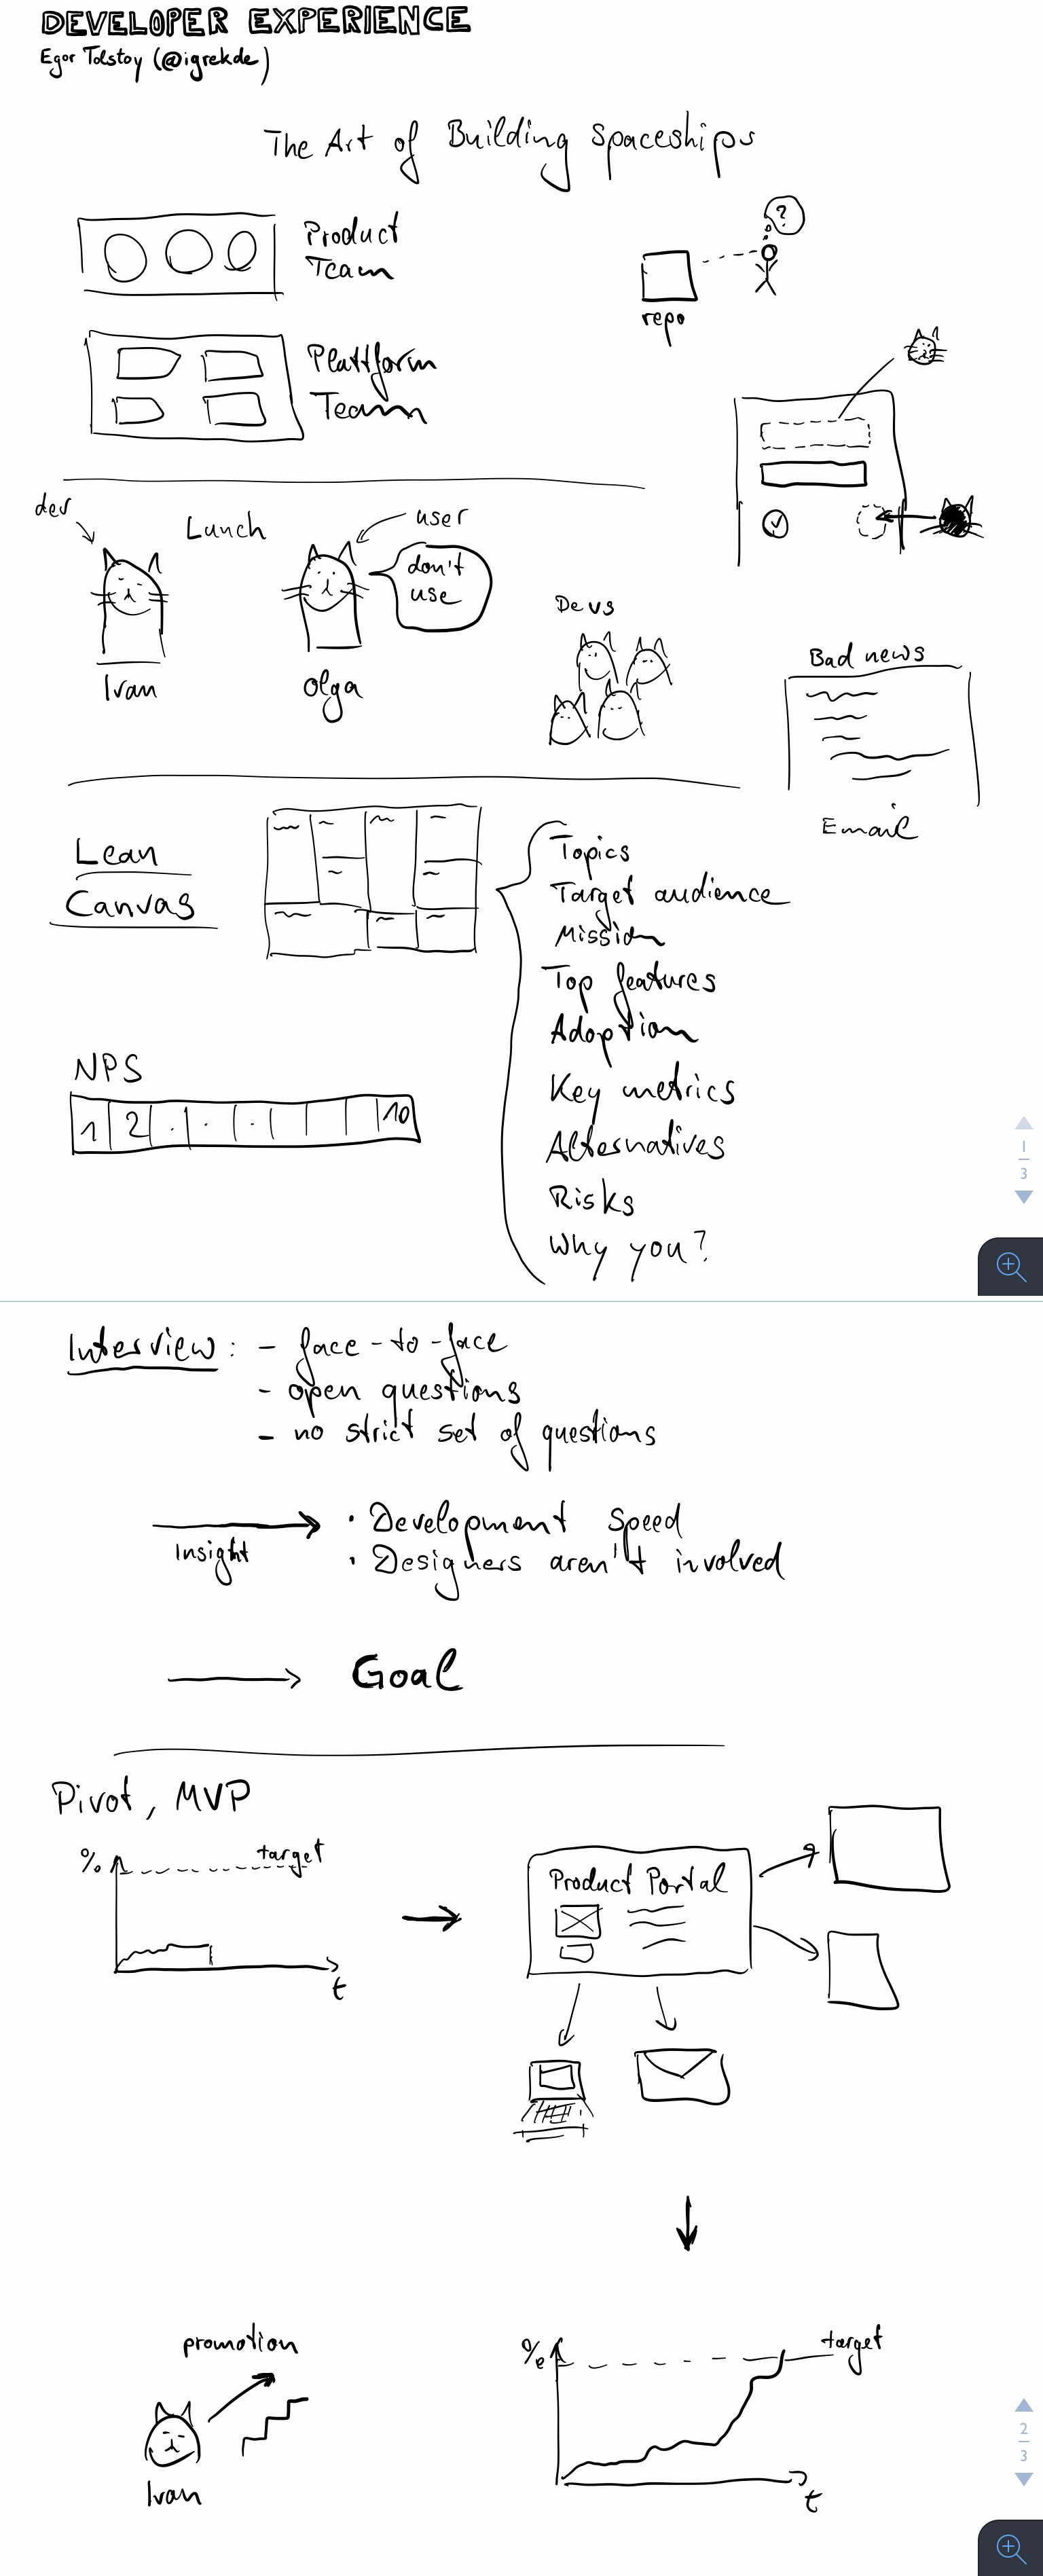 DEVELOPER EXPERIENCE
Egor Tolstoy (@igrekde)
The Art of Building Spaceships
Product
Team
?
repo
Plattform
Team
dev
Lunch
user
don't
use
Ivan
Olga
Devs
Bad news
Email
Lean
Canvas
Topics
Target audience
Mission
Top features
Adoption
Key metrics
Alternatives
Risks
Why you?
NPS
1 2 . . . 10
1
3
Interview: - face-to-face
- open questions
- no strict set of questions
Insight
• Development Speed
• Designers aren't involved
Goal
Pivot, MVP
% target
t
Product Portal
promotion
Ivan
% target
t
2
3